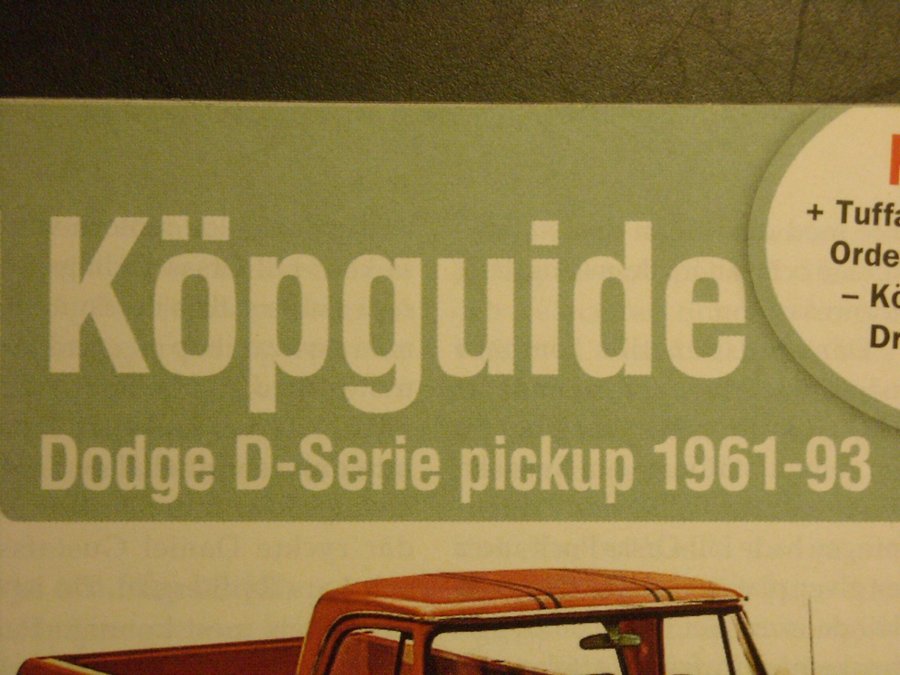 Köpguide
Dodge D-Serie pickup 1961-93
+
–